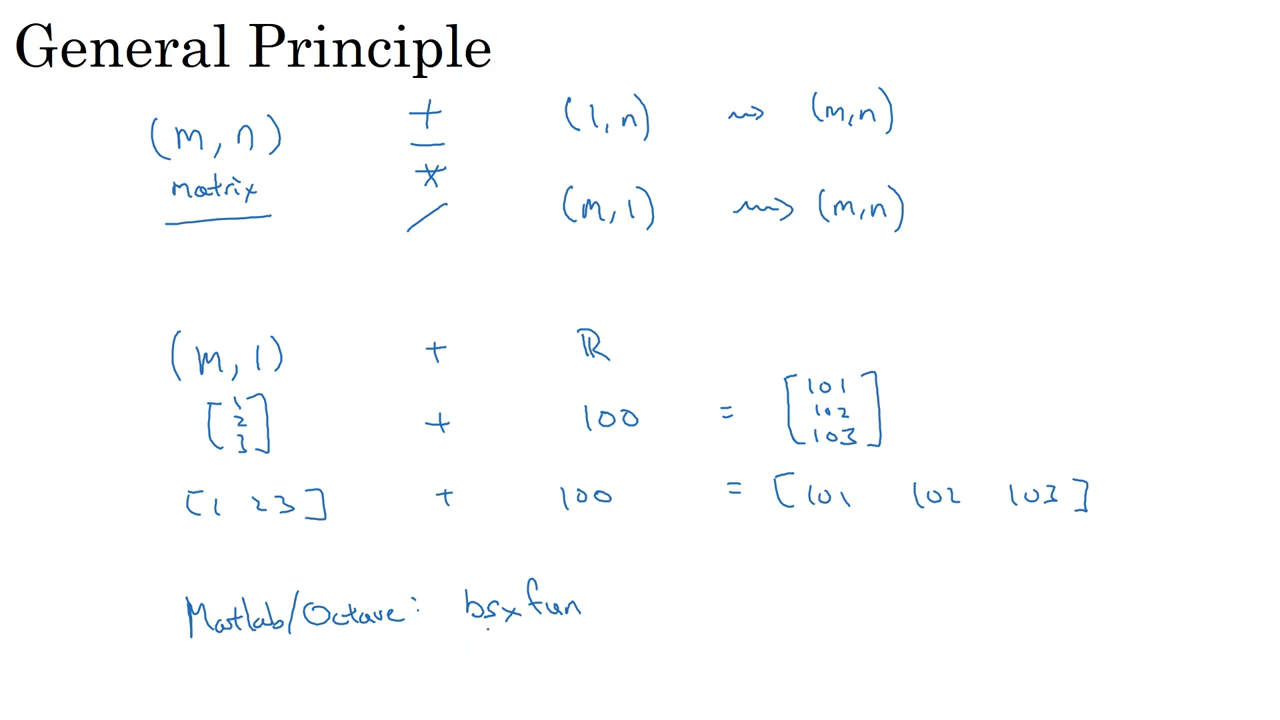 General Principle
(m, n) + (1, n) ⇝ (m, n)
matrix - *
/ (m, 1) ⇝ (m, n)
(m, 1) + ℝ
[1 2 3] + 100 = [101 102 103]
[1 2 3] + 100 = [101 102 103]
Matlab/Octave: bsxfun